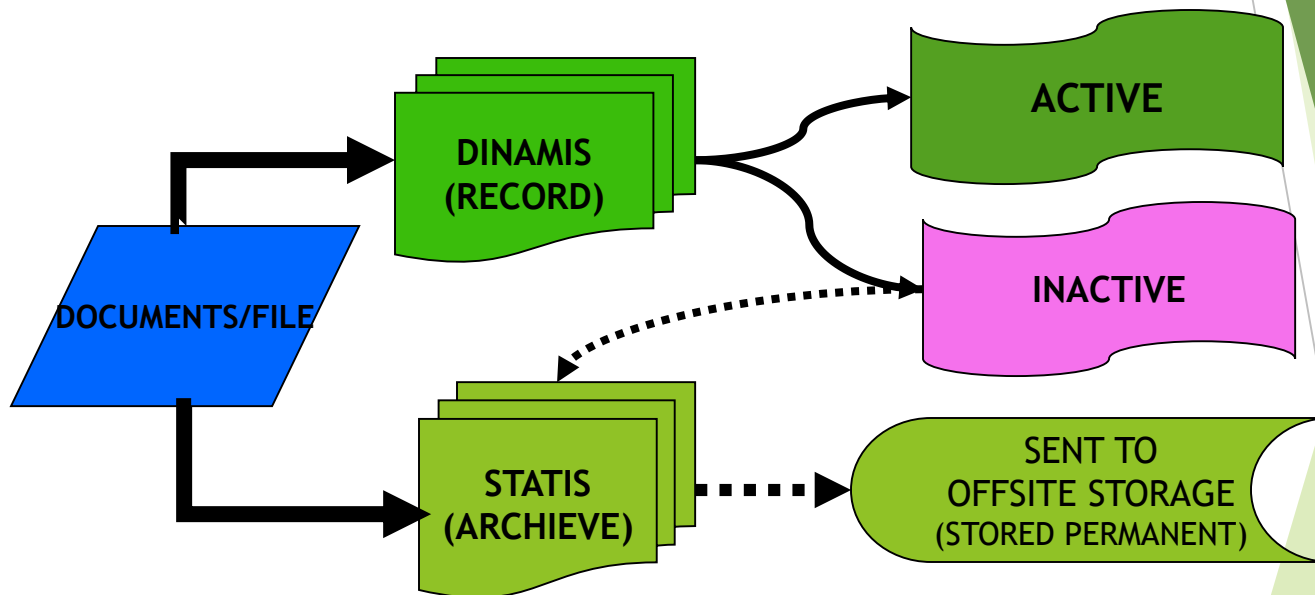 DINAMIS
(RECORD)
ACTIVE
DOCUMENTS/FILE
INACTIVE
STATIS
(ARCHIEVE)
SENT TO
OFFSITE STORAGE
(STORED PERMANENT)